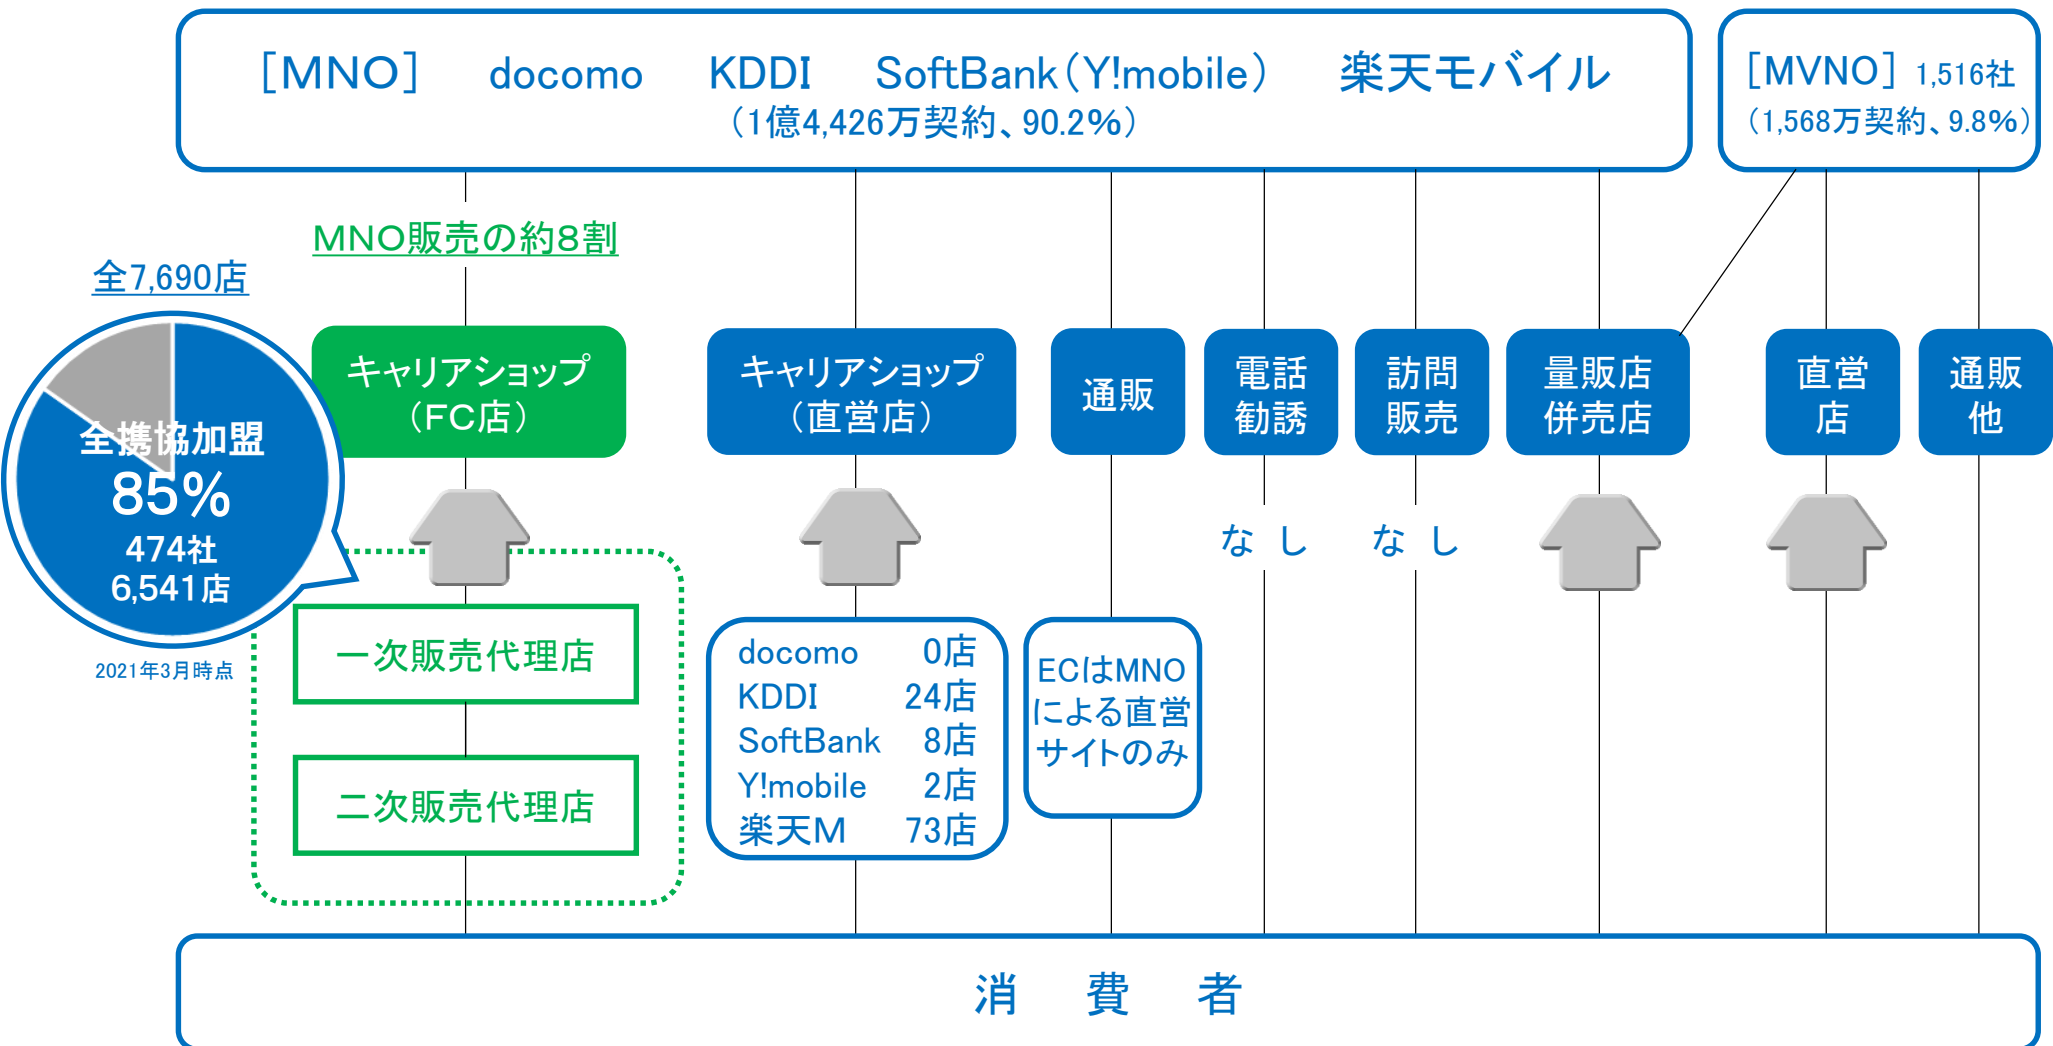 ［MNO］ docomo KDDI SoftBank（Y!mobile） 楽天モバイル
（1億4,426万契約、90.2%）
［MVNO］ 1,516社
（1,568万契約、9.8%）
MNO販売の約8割
全7,690店
全携協加盟
85%
474社
6,541店
2021年3月時点
キャリアショップ
（FC店）
キャリアショップ
（直営店）
通販
電話
勧誘
訪問
販売
量販店
併売店
直営
店
通販
他
なし
なし
一次販売代理店
二次販売代理店
docomo 0店
KDDI 24店
SoftBank 8店
Y!mobile 2店
楽天M 73店
ECはMNO
による直営
サイトのみ
消費者